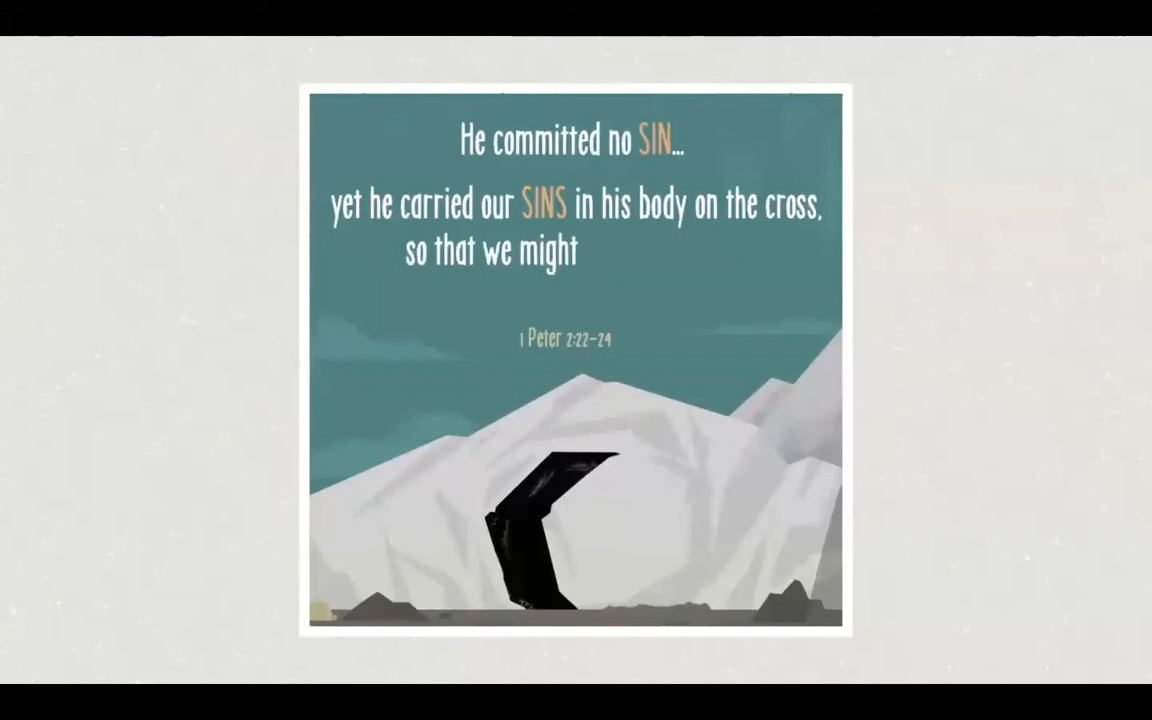 He committed no SIN...
yet he carried our SINS in his body on the cross,
so that we might
1 Peter 2:22-24